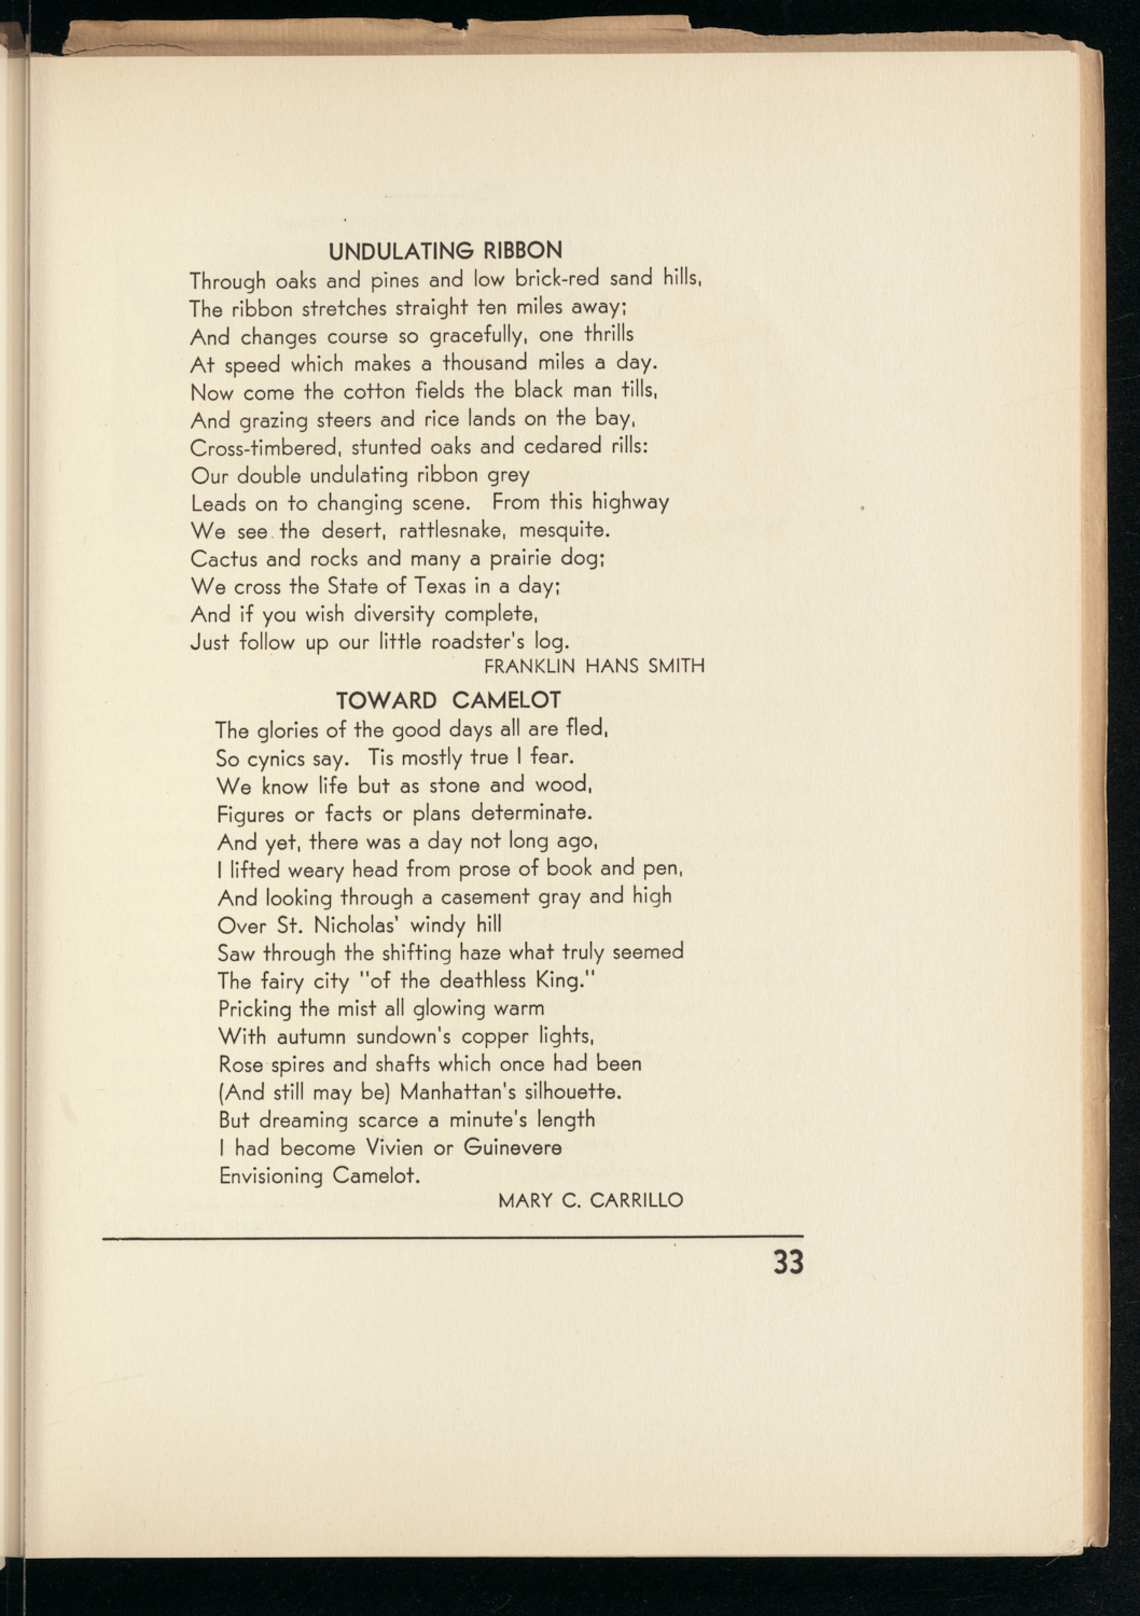 UNDULATING RIBBON
Through oaks and pines and low brick-red sand hills,
The ribbon stretches straight ten miles away;
And changes course so gracefully, one thrills
At speed which makes a thousand miles a day.
Now come the cotton fields the black man tills,
And grazing steers and rice lands on the bay,
Cross-timbered, stunted oaks and cedared rills:
Our double undulating ribbon grey
Leads on to changing scene. From this highway
We see the desert, rattlesnake, mesquite.
Cactus and rocks and many a prairie dog;
We cross the State of Texas in a day;
And if you wish diversity complete,
Just follow up our little roadster's log.
FRANKLIN HANS SMITH
TOWARD CAMELOT
The glories of the good days all are fled,
So cynics say. Tis mostly true I fear.
We know life but as stone and wood,
Figures or facts or plans determinate.
And yet, there was a day not long ago,
I lifted weary head from prose of book and pen,
And looking through a casement gray and high
Over St. Nicholas' windy hill
Saw through the shifting haze what truly seemed
The fairy city "of the deathless King."
Pricking the mist all glowing warm
With autumn sundown's copper lights,
Rose spires and shafts which once had been
(And still may be) Manhattan's silhouette.
But dreaming scarce a minute's length
I had become Vivien or Guinevere
Envisioning Camelot.
MARY C. CARRILLO
33